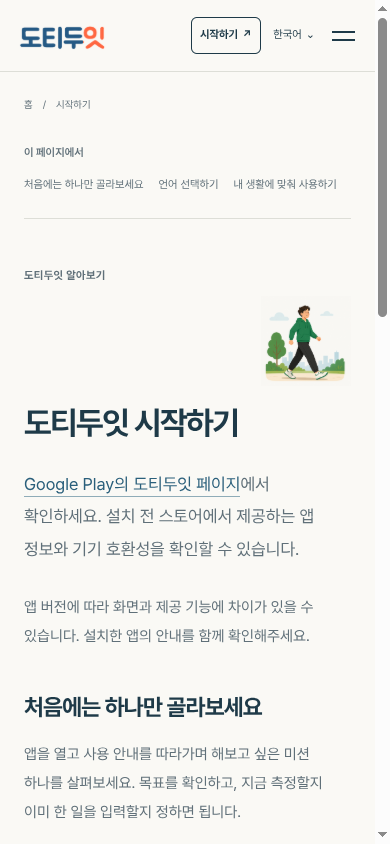 도티두잇
시작하기 ↗
한국어
홈 / 시작하기
이 페이지에서
처음에는 하나만 골라보세요 언어 선택하기 내 생활에 맞춰 사용하기
도티두잇 알아보기
도티두잇 시작하기
Google Play의 도티두잇 페이지에서
확인하세요. 설치 전 스토어에서 제공하는 앱
정보와 기기 호환성을 확인할 수 있습니다.
앱 버전에 따라 화면과 제공 기능에 차이가 있을 수
있습니다. 설치한 앱의 안내를 함께 확인해주세요.
처음에는 하나만 골라보세요
앱을 열고 사용 안내를 따라가며 해보고 싶은 미션
하나를 살펴보세요. 목표를 확인하고, 지금 측정할지
이미 한 일을 입력할지 정하면 됩니다.